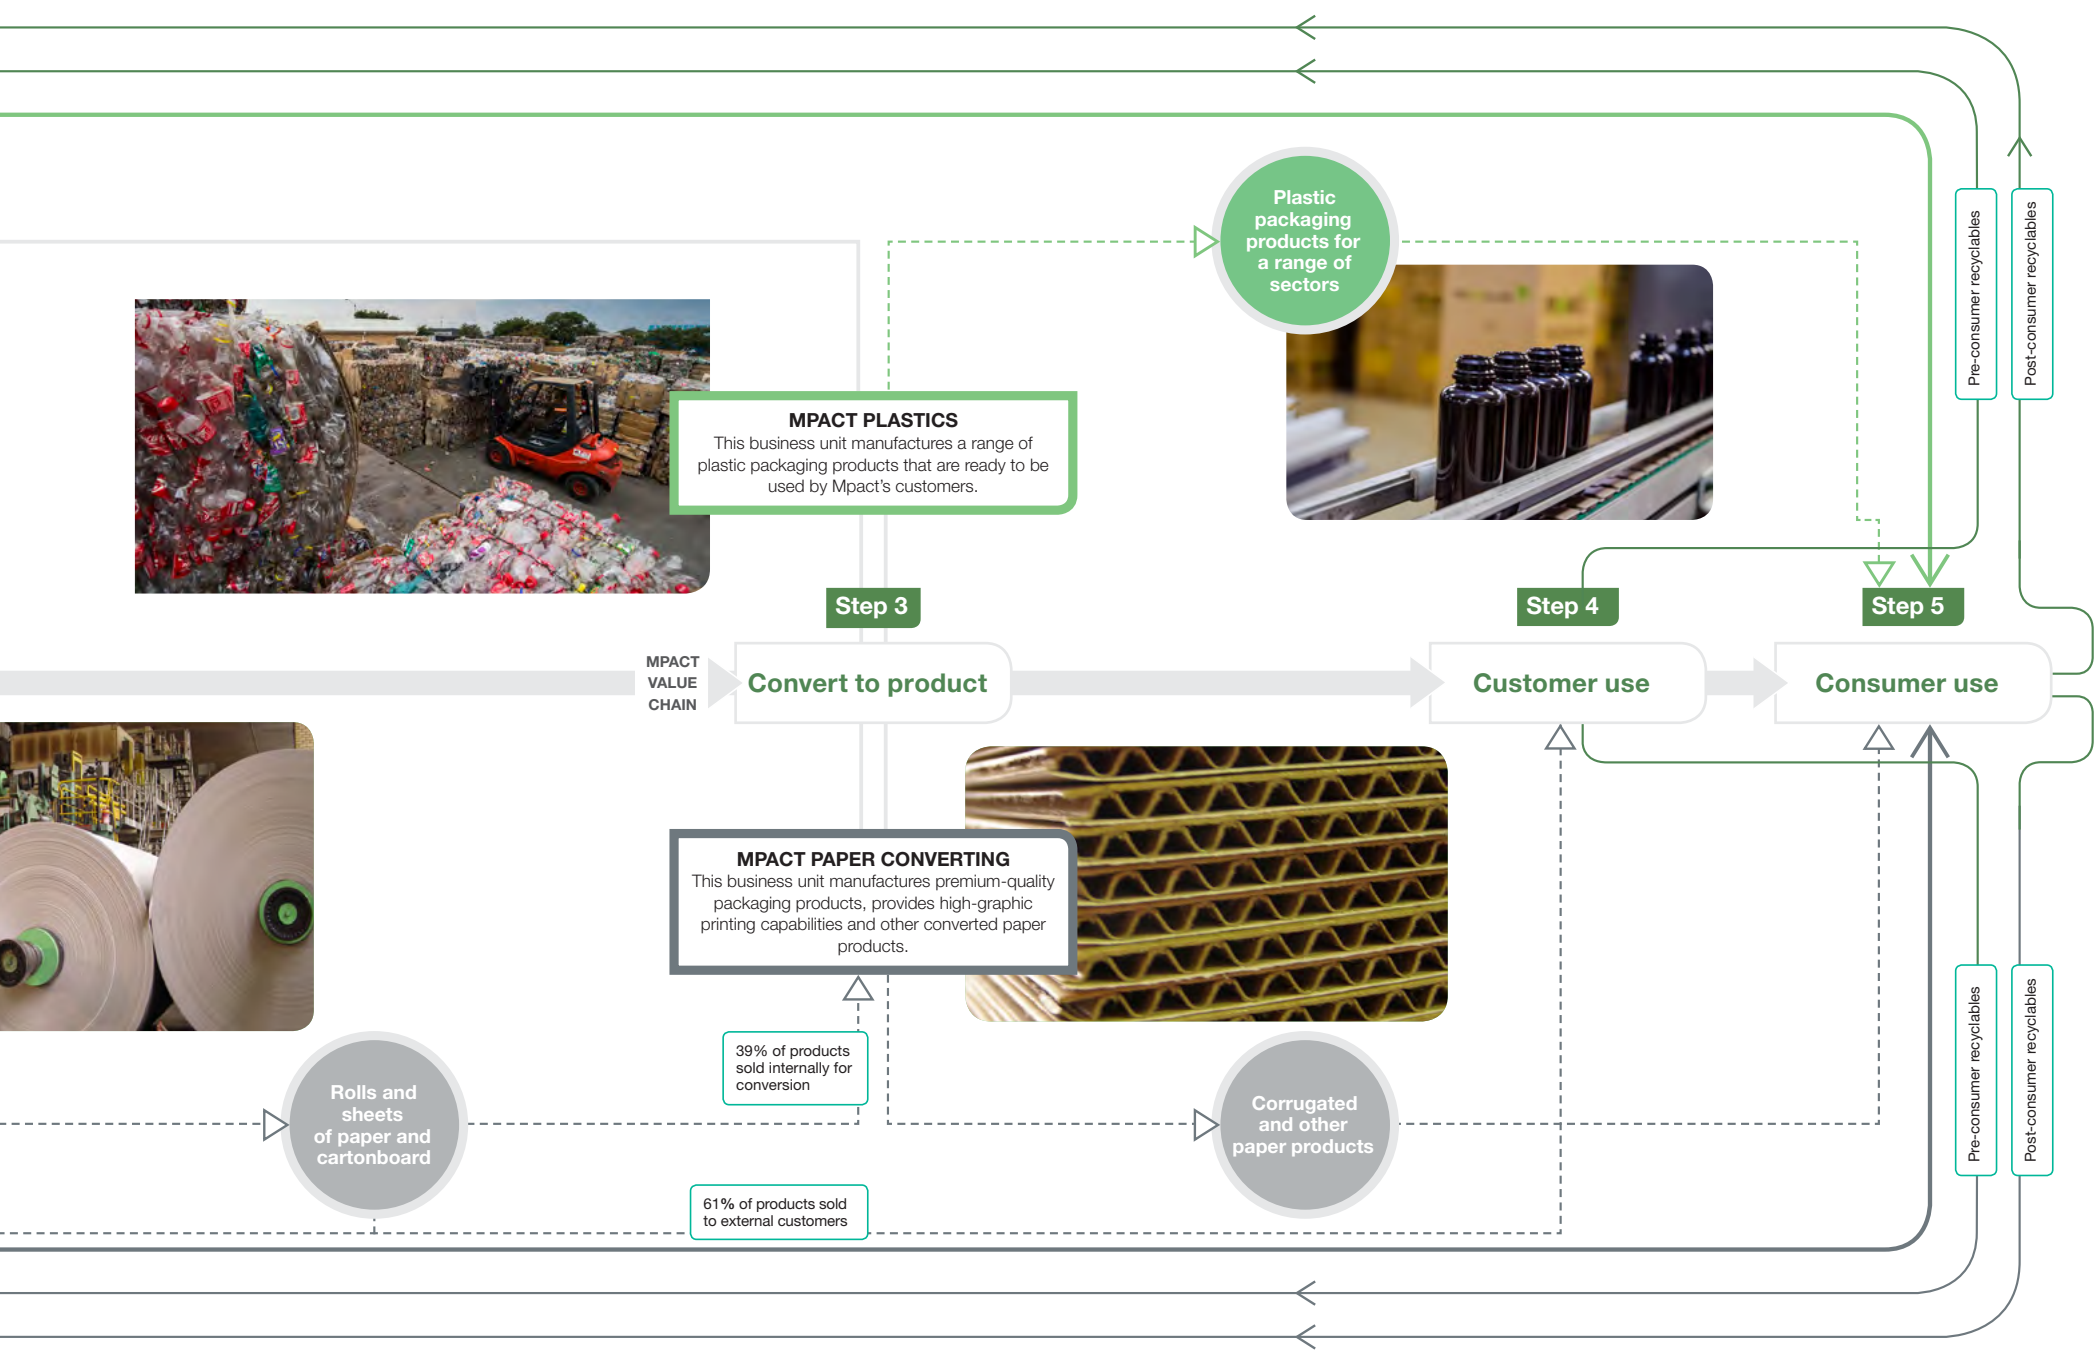 Plastic
packaging
products for
a range of
sectors
Pre-consumer recyclables
Post-consumer recyclables
MPACT PLASTICS
This business unit manufactures a range of
plastic packaging products that are ready to be
used by Mpact’s customers.
Step 3
Step 4
Step 5
MPACT
VALUE
CHAIN
Convert to product
Customer use
Consumer use
MPACT PAPER CONVERTING
This business unit manufactures premium-quality
packaging products, provides high-graphic
printing capabilities and other converted paper
products.
39% of products
sold internally for
conversion
Rolls and
sheets
of paper and
cartonboard
Corrugated
and other
paper products
Pre-consumer recyclables
Post-consumer recyclables
61% of products sold
to external customers